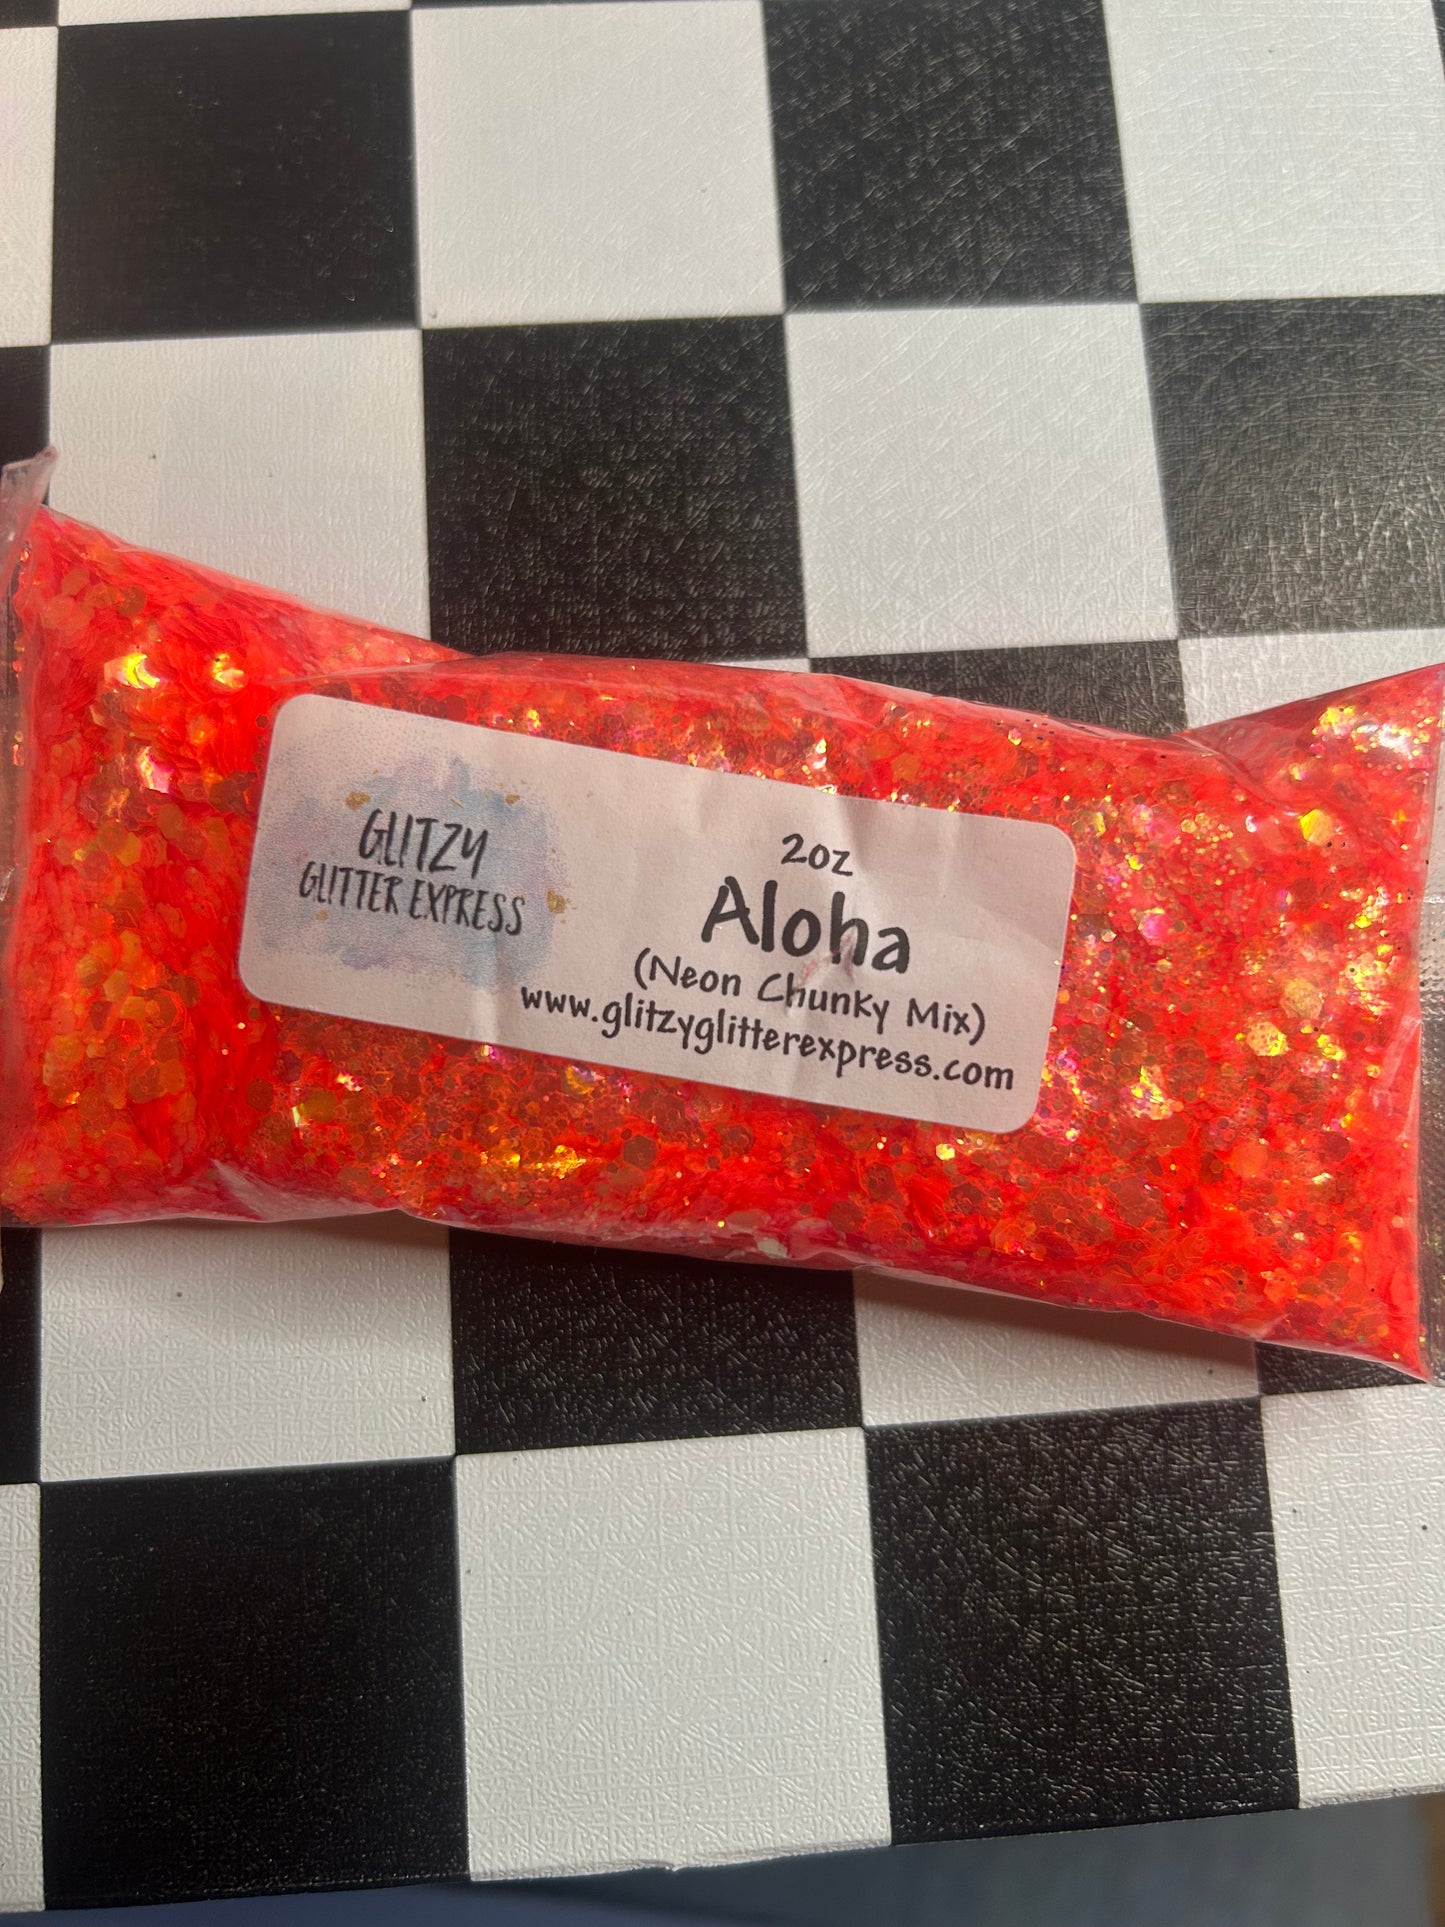 GLITZY
GLITTER EXPRESS
2oz
Aloha
(Neon Chunky Mix)
www.glitzyglitterexpress.com